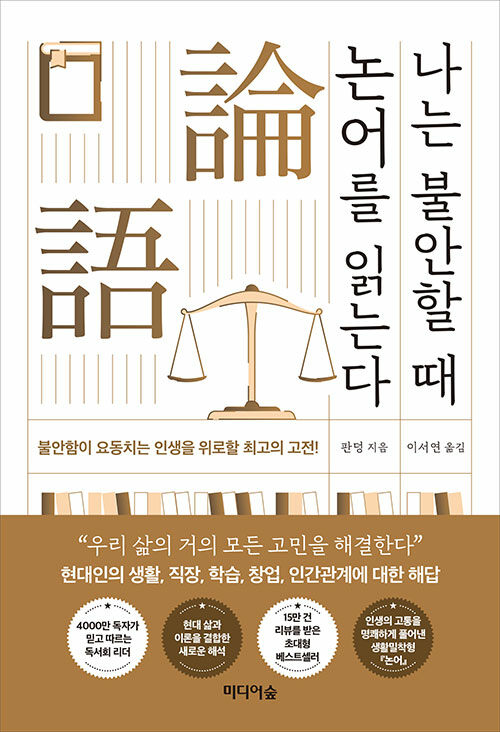 나는 불안할 때
논어를 읽는다
論
語
불안함이 요동치는 인생을 위로할 최고의 고전!
판덩 지음
이서연 옮김
“우리 삶의 거의 모든 고민을 해결한다”
현대인의 생활, 직장, 학습, 창업, 인간관계에 대한 해답
4000만 독자가
믿고 따르는
독서회 리더
현대 삶과
이론을 결합한
새로운 해석
15만 건
리뷰를 받은
초대형
베스트셀러
인생의 고통을
명쾌하게 풀어낸
생활밀착형
『논어』
미디어숲